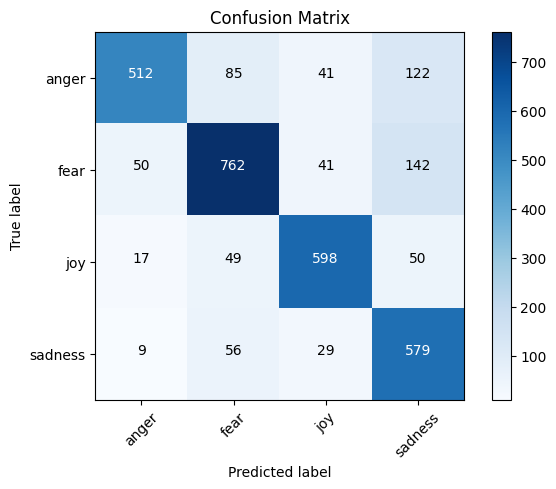 Confusion Matrix
True label
anger 512 85 41 122
fear 50 762 41 142
joy 17 49 598 50
sadness 9 56 29 579
anger fear joy sadness
Predicted label
700
600
500
400
300
200
100